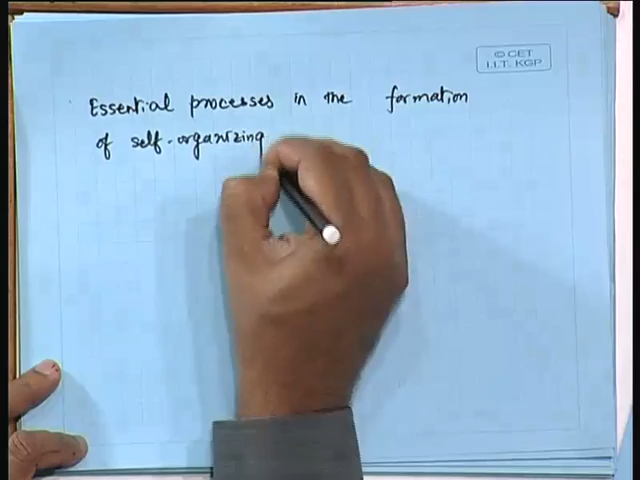 © CET
I.I.T. KGP
Essential processes in the formation
of self-organizing